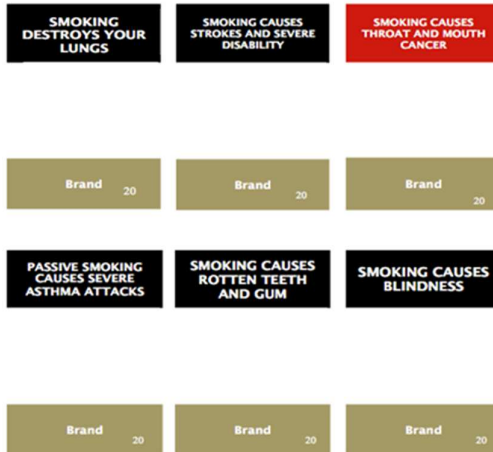 SMOKING
DESTROYS YOUR
LUNGS
SMOKING CAUSES
STROKES AND SEVERE
DISABILITY
SMOKING CAUSES
THROAT AND MOUTH
CANCER
Brand 20
Brand 20
Brand 20
PASSIVE SMOKING
CAUSES SEVERE
ASTHMA ATTACKS
SMOKING CAUSES
ROTTEN TEETH
AND GUM
SMOKING CAUSES
BLINDNESS
Brand 20
Brand 20
Brand 20